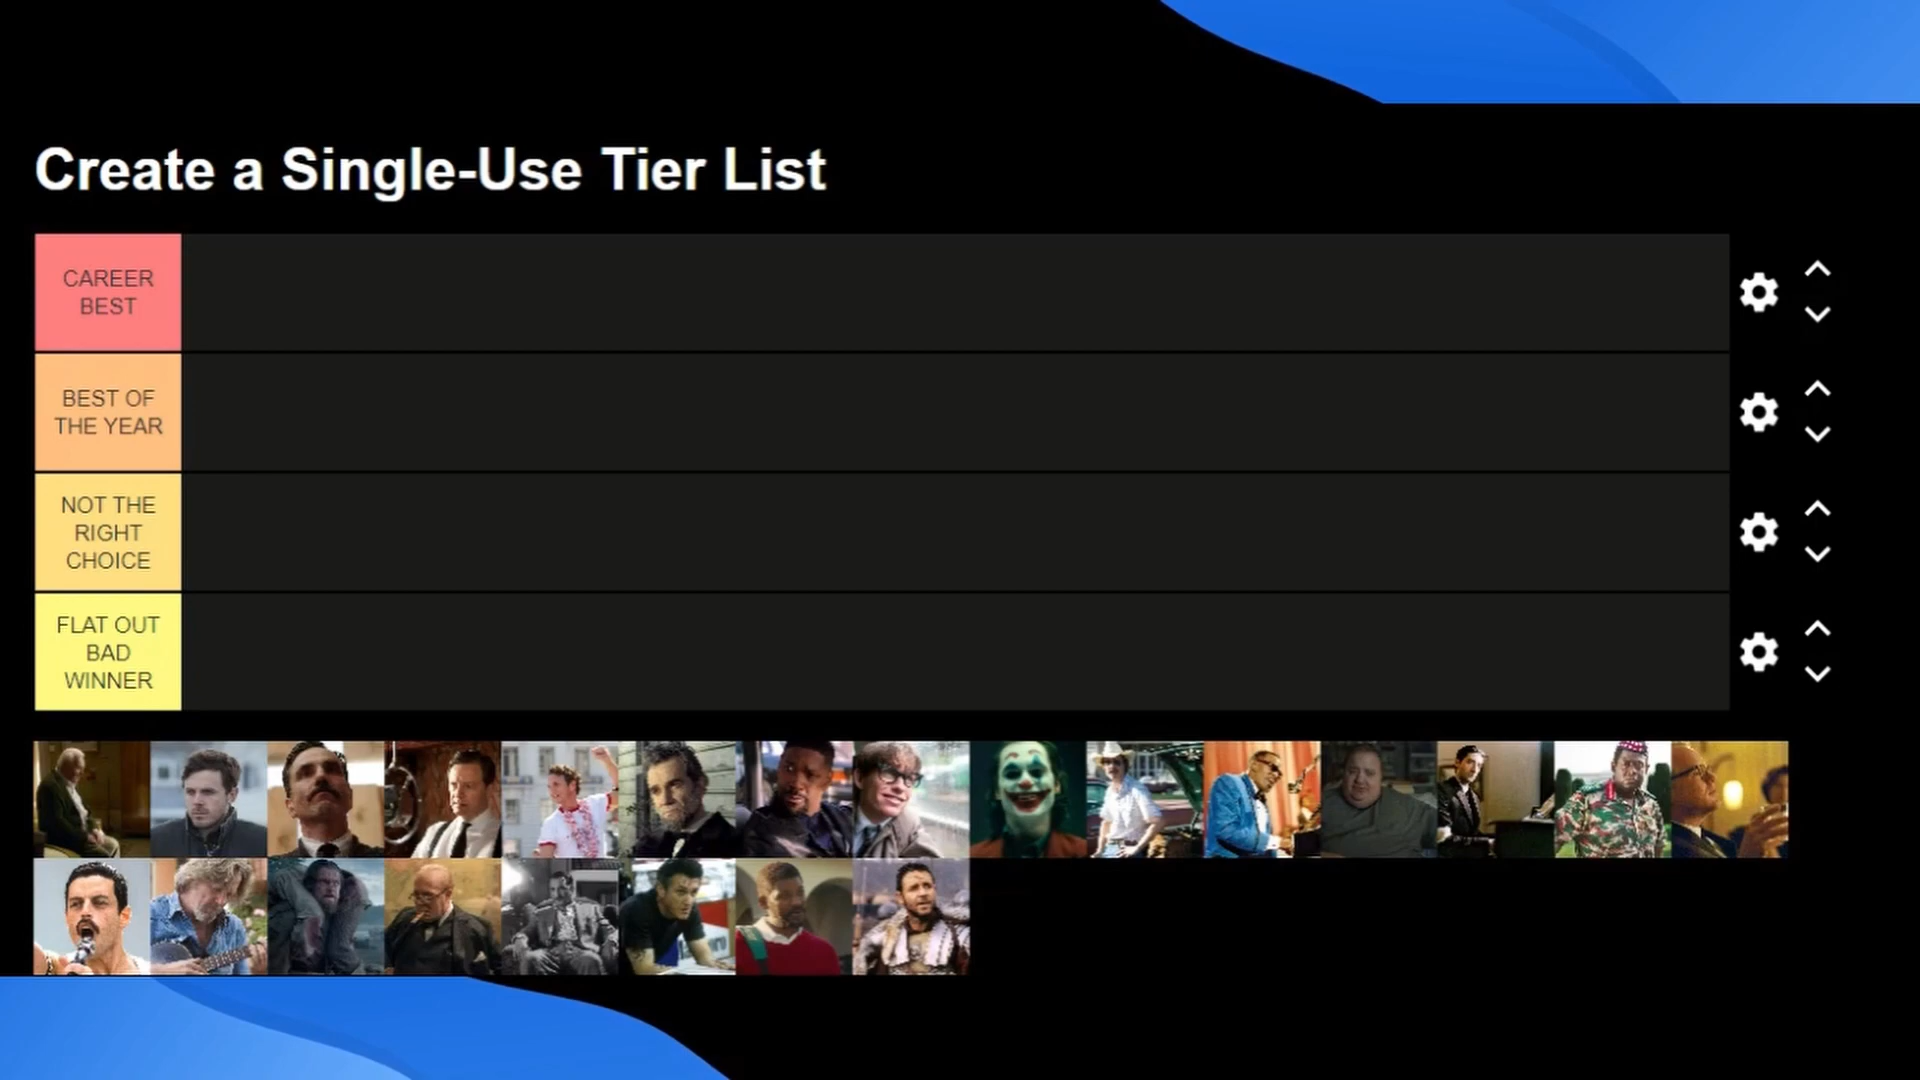 Create a Single-Use Tier List
CAREER
BEST
BEST OF
THE YEAR
NOT THE
RIGHT
CHOICE
FLAT OUT
BAD
WINNER